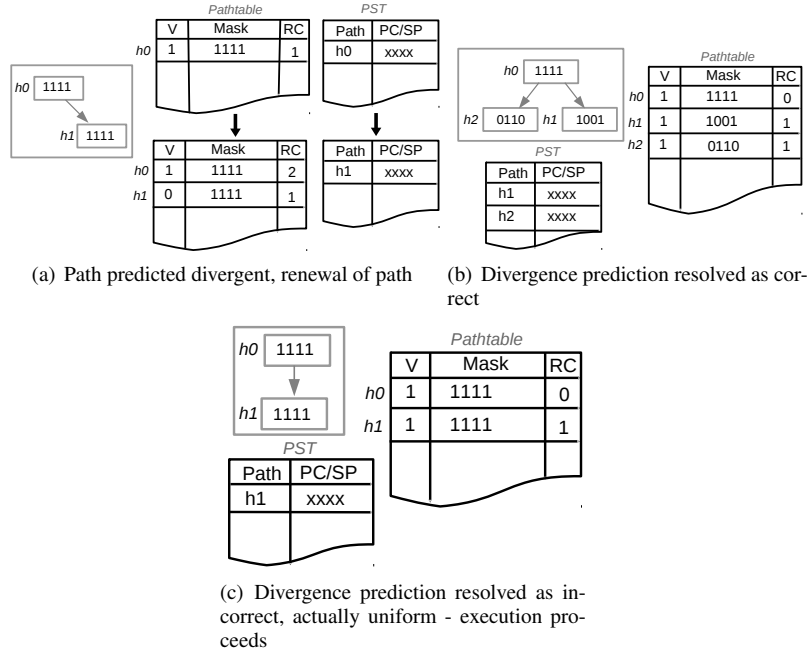 Pathtable
PST
V Mask RC
h0 1 1111 1
Path PC/SP
h0 xxxx
h0 1111
h1 1111
V Mask RC
h0 1 1111 2
h1 0 1111 1
Path PC/SP
h1 xxxx
(a) Path predicted divergent, renewal of path
h0 1111
h2 0110 h1 1001
PST
Path PC/SP
h1 xxxx
h2 xxxx
Pathtable
V Mask RC
h0 1 1111 0
h1 1 1001 1
h2 1 0110 1
(b) Divergence prediction resolved as cor-
rect
h0 1111
h1 1111
PST
Path PC/SP
h1 xxxx
Pathtable
V Mask RC
h0 1 1111 0
h1 1 1111 1
(c) Divergence prediction resolved as in-
correct, actually uniform - execution pro-
ceeds